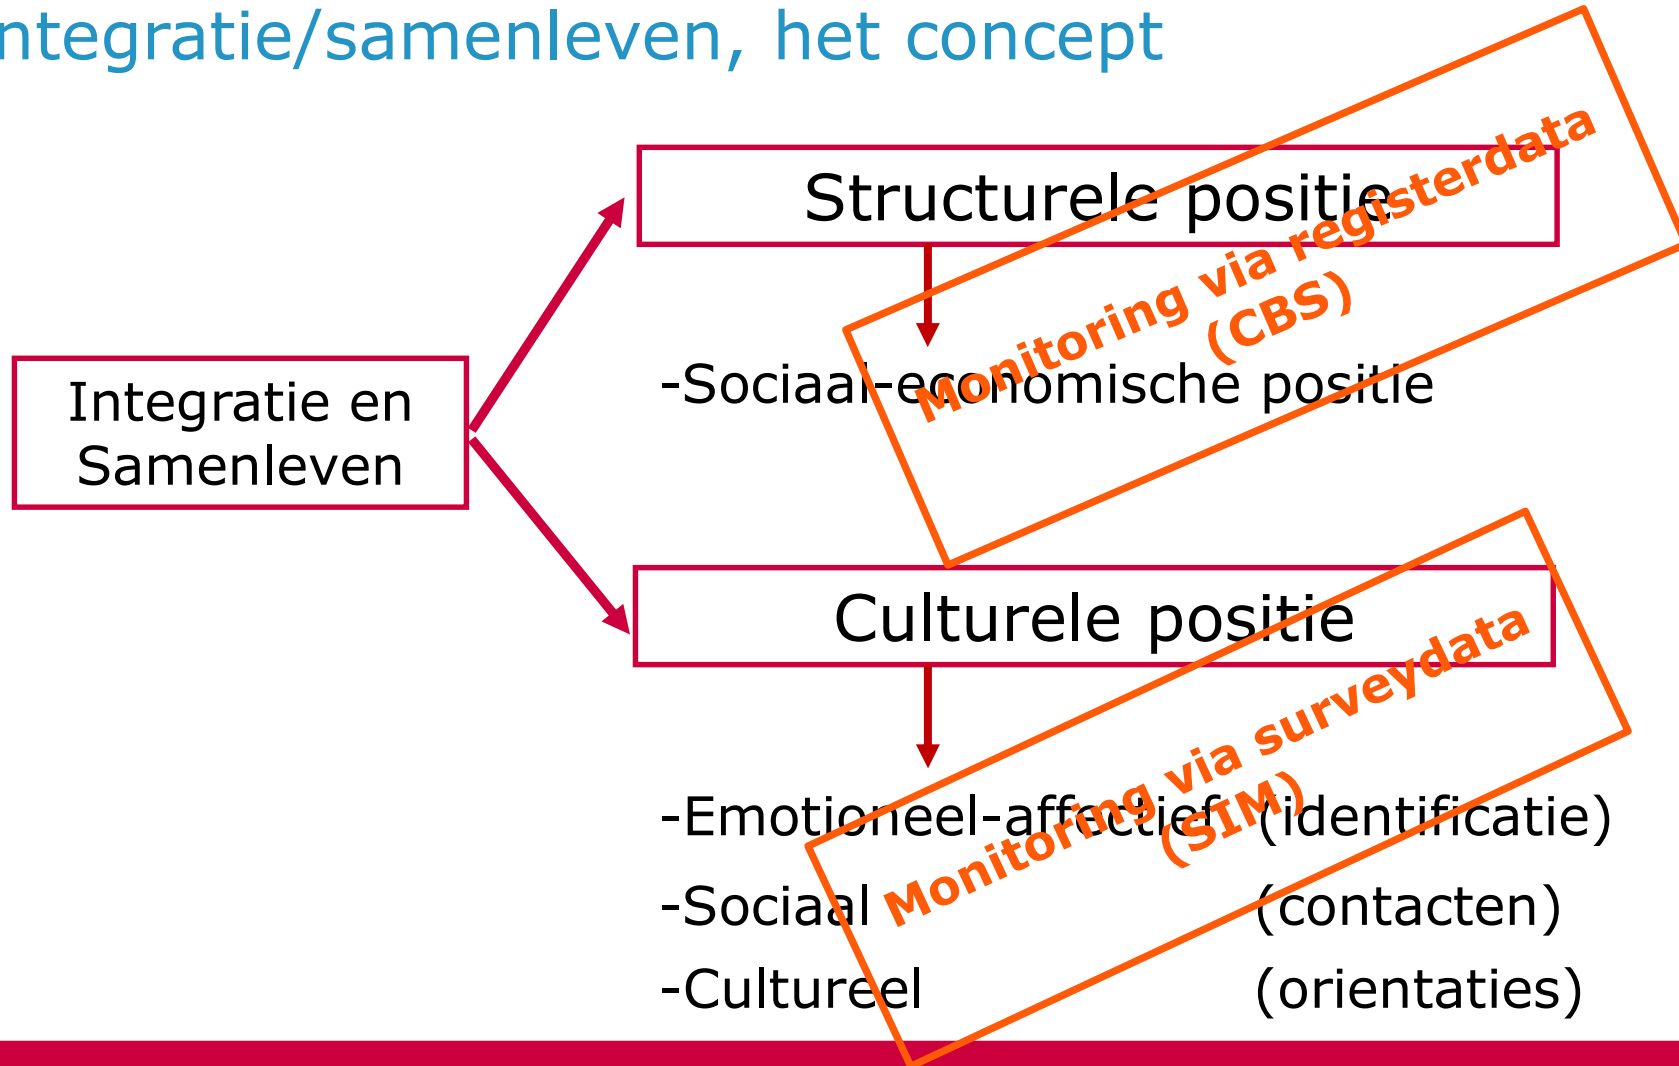 ntegratie/samenleven, het concept
Structurele positie
Monitoring via registerdata
(CBS)
-Sociaal-economische positie
Integratie en
Samenleven
Culturele positie
Monitoring via surveydata
(SIM)
-Emotioneel-affectief (identificatie)
-Sociaal (contacten)
-Cultureel (orientaties)